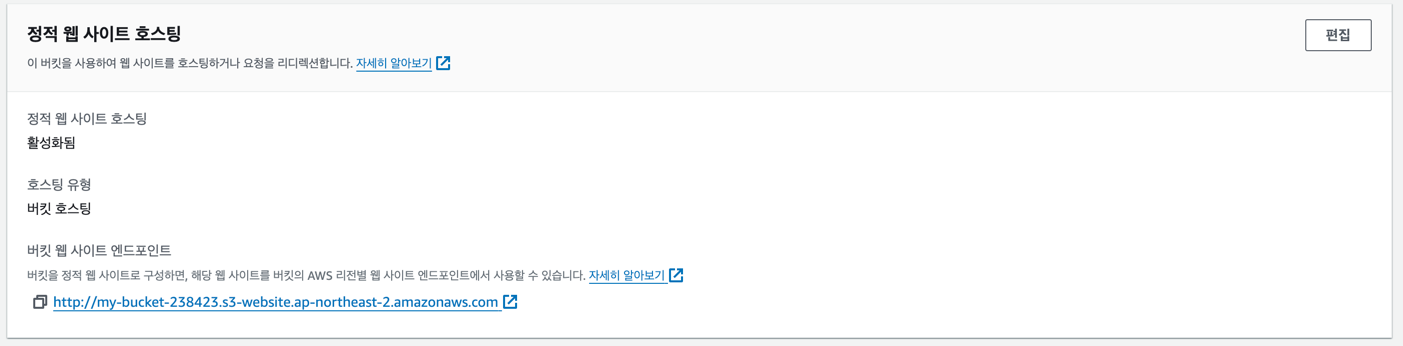 정적 웹 사이트 호스팅
편집
이 버킷을 사용하여 웹 사이트를 호스팅하거나 요청을 리디렉션합니다. 자세히 알아보기
정적 웹 사이트 호스팅
활성화됨
호스팅 유형
버킷 호스팅
버킷 웹 사이트 엔드포인트
버킷을 정적 웹 사이트로 구성하면, 해당 웹 사이트를 버킷의 AWS 리전별 웹 사이트 엔드포인트에서 사용할 수 있습니다. 자세히 알아보기
http://my-bucket-238423.s3-website.ap-northeast-2.amazonaws.com